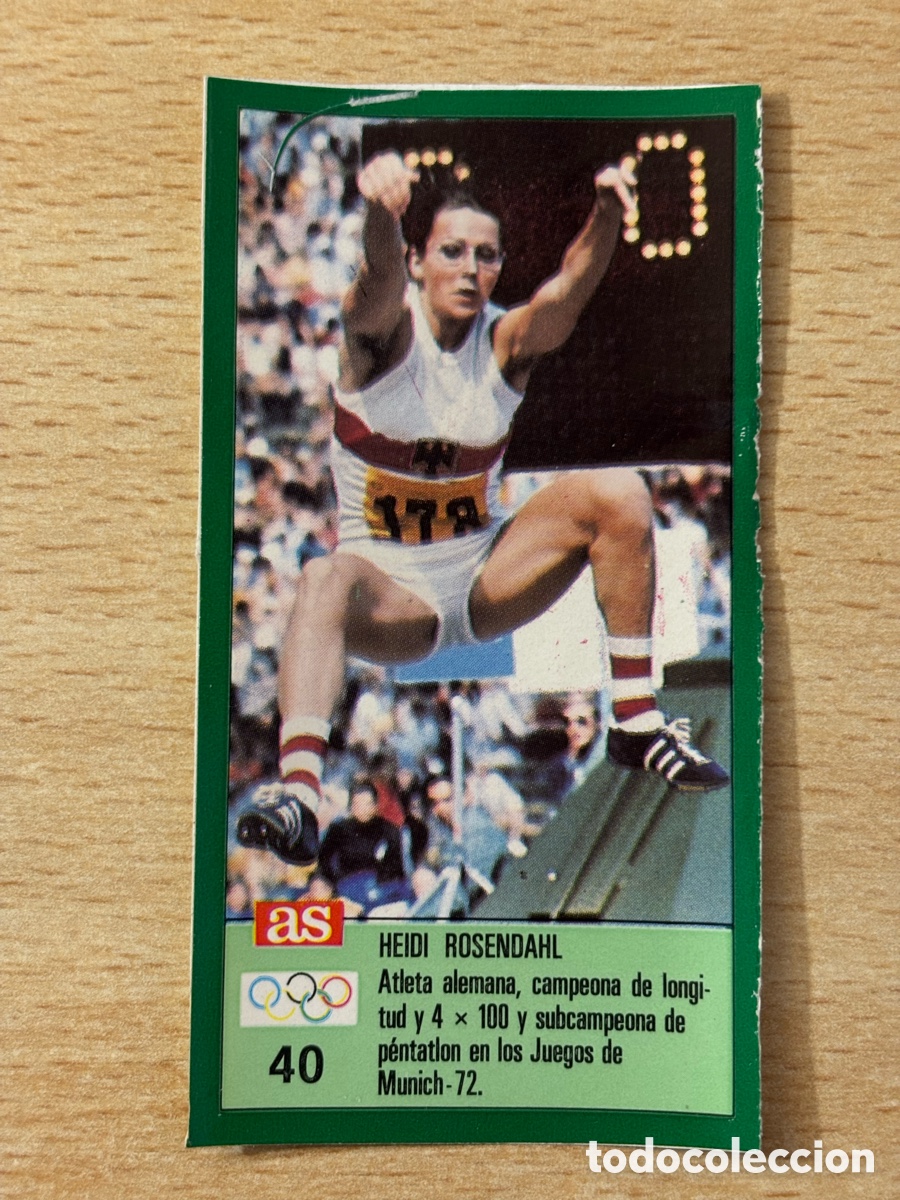 178
as
HEIDI ROSENDAHL
Atleta alemana, campeona de longi-
tud y 4 × 100 y subcampeona de
péntatlon en los Juegos de
Munich-72.
40
todocoleccion